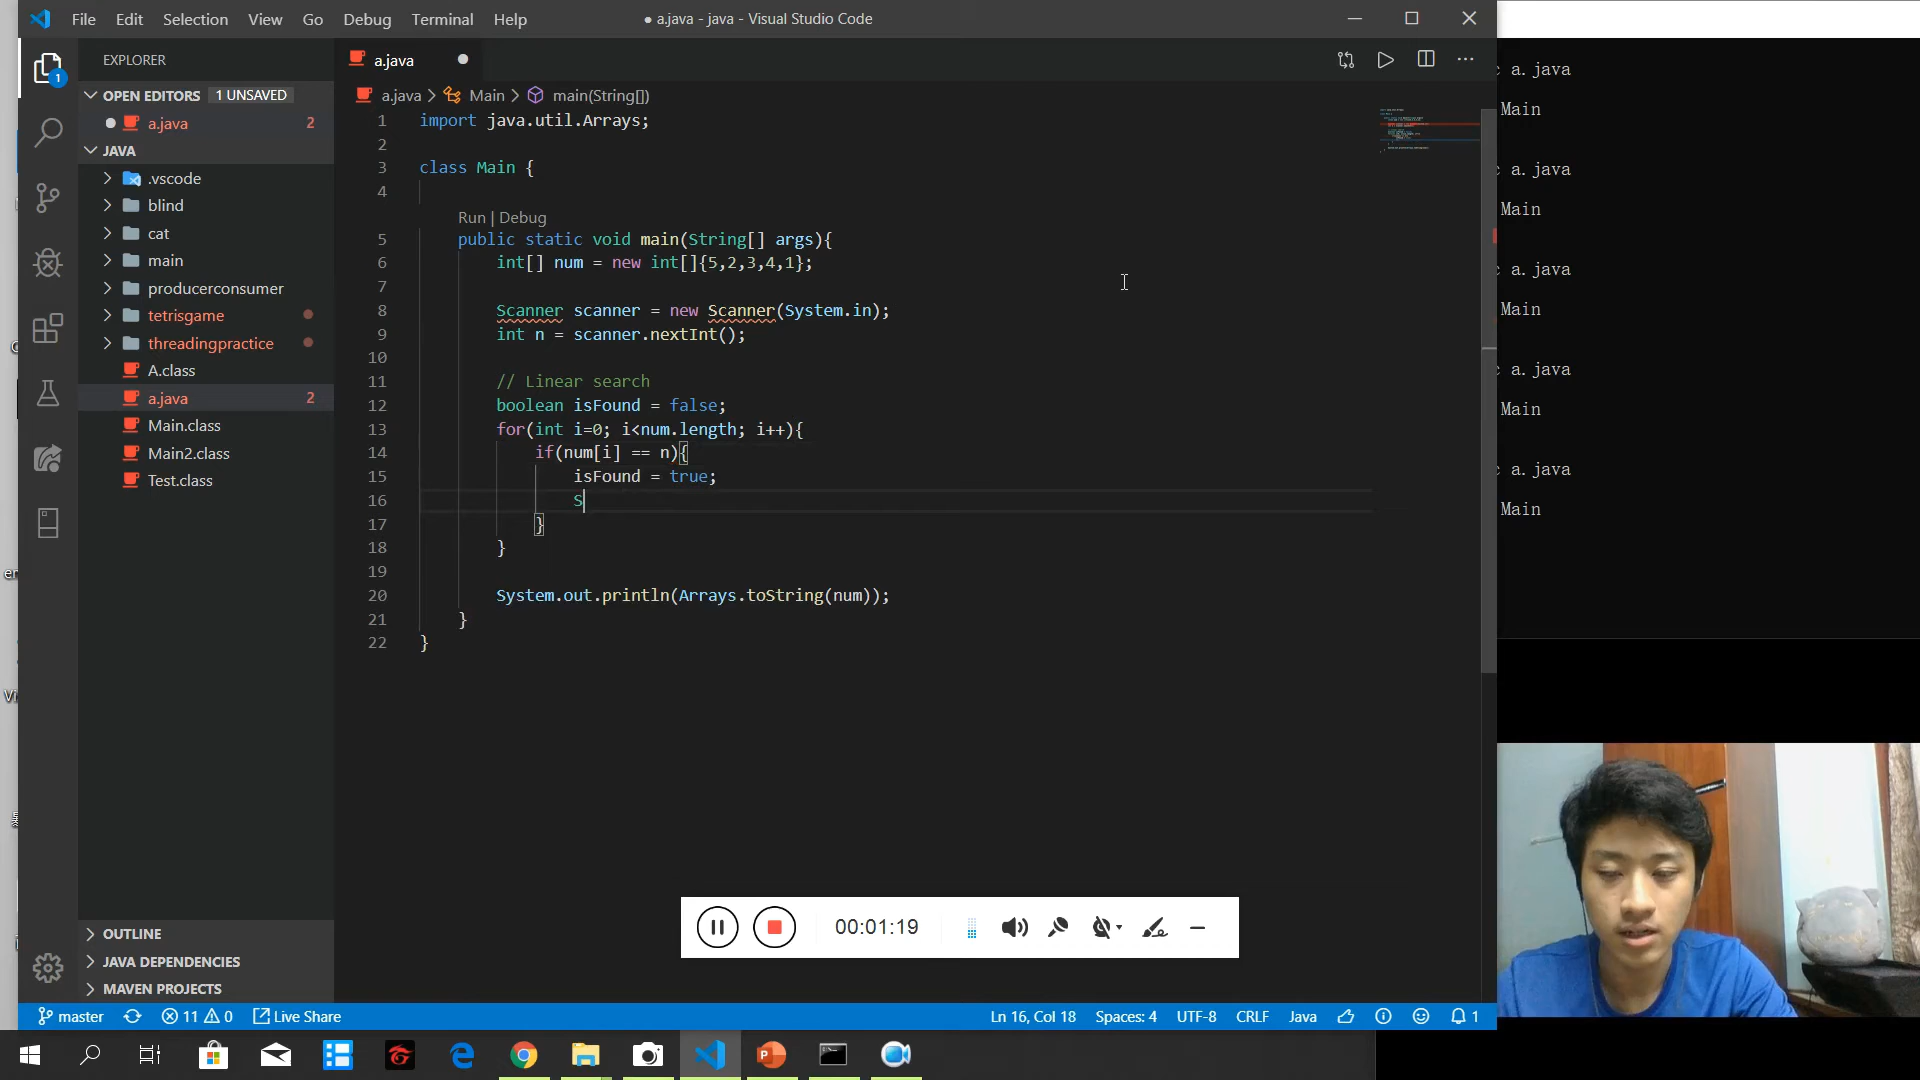 File Edit Selection View Go Debug Terminal Help
● a.java - java - Visual Studio Code
EXPLORER
OPEN EDITORS 1 UNSAVED
a.java 2
JAVA
.vscode
blind
cat
main
producerconsumer
tetrisgame
threadingpractice
A.class
a.java 2
Main.class
Main2.class
Test.class
OUTLINE
JAVA DEPENDENCIES
MAVEN PROJECTS
1
a.java
a.java > Main > main(String[])
1 import java.util.Arrays;
2
3 class Main {
4
Run | Debug
5 public static void main(String[] args){
6 int[] num = new int[]{5,2,3,4,1};
7
8 Scanner scanner = new Scanner(System.in);
9 int n = scanner.nextInt();
10
11 // Linear search
12 boolean isFound = false;
13 for(int i=0; i<num.length; i++){
14 if(num[i] == n){
15 isFound = true;
16 S
17 }
18 }
19
20 System.out.println(Arrays.toString(num));
21 }
22 }
c a.java
Main
c a.java
Main
c a.java
Main
c a.java
Main
c a.java
Main
00:01:19
master 11 0 Live Share
Ln 16, Col 18 Spaces: 4 UTF-8 CRLF Java 1